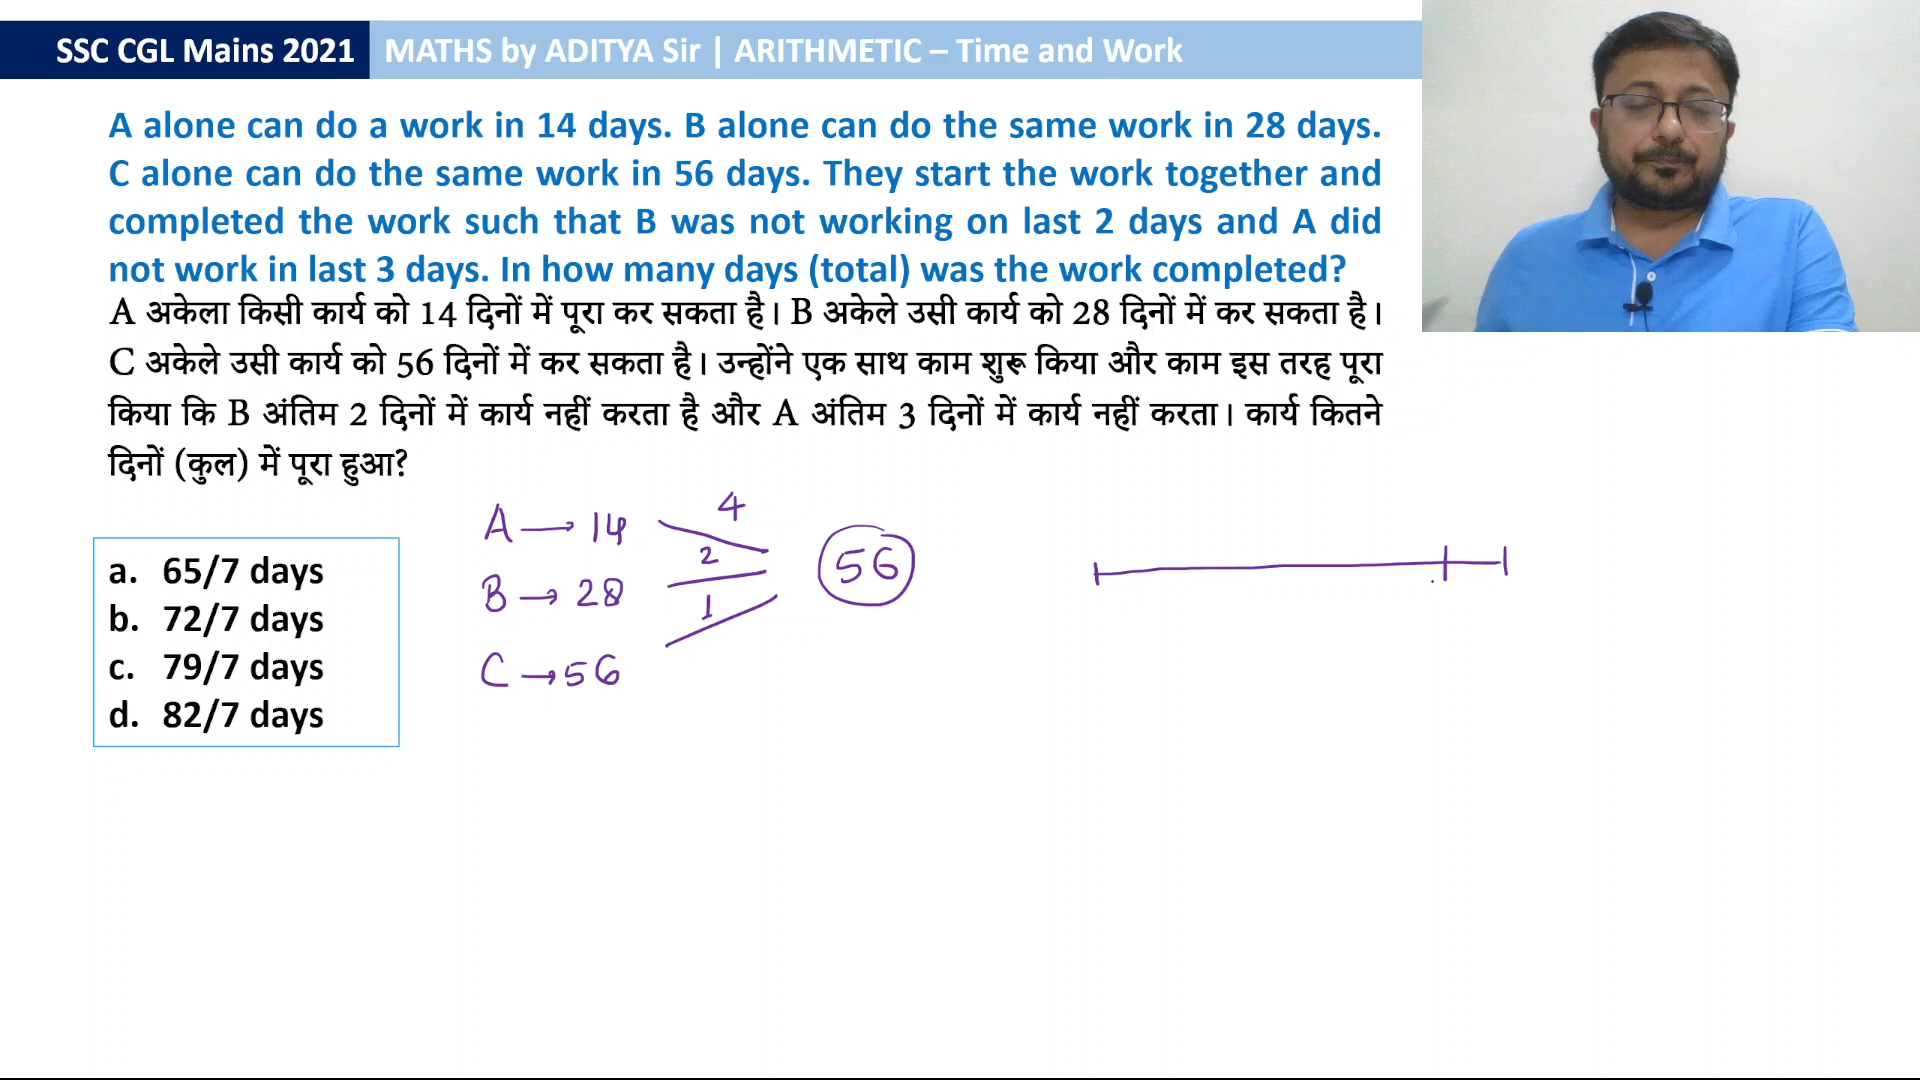 SSC CGL Mains 2021 MATHS by ADITYA Sir | ARITHMETIC – Time and Work
A alone can do a work in 14 days. B alone can do the same work in 28 days.
C alone can do the same work in 56 days. They start the work together and
completed the work such that B was not working on last 2 days and A did
not work in last 3 days. In how many days (total) was the work completed?
A अकेला किसी कार्य को 14 दिनों में पूरा कर सकता है। B अकेले उसी कार्य को 28 दिनों में कर सकता है।
C अकेले उसी कार्य को 56 दिनों में कर सकता है। उन्होंने एक साथ काम शुरू किया और काम इस तरह पूरा
किया कि B अंतिम 2 दिनों में कार्य नहीं करता है और A अंतिम 3 दिनों में कार्य नहीं करता। कार्य कितने
दिनों (कुल) में पूरा हुआ?
a. 65/7 days
b. 72/7 days
c. 79/7 days
d. 82/7 days
A → 14 4
B → 28 2 56
C → 56 1